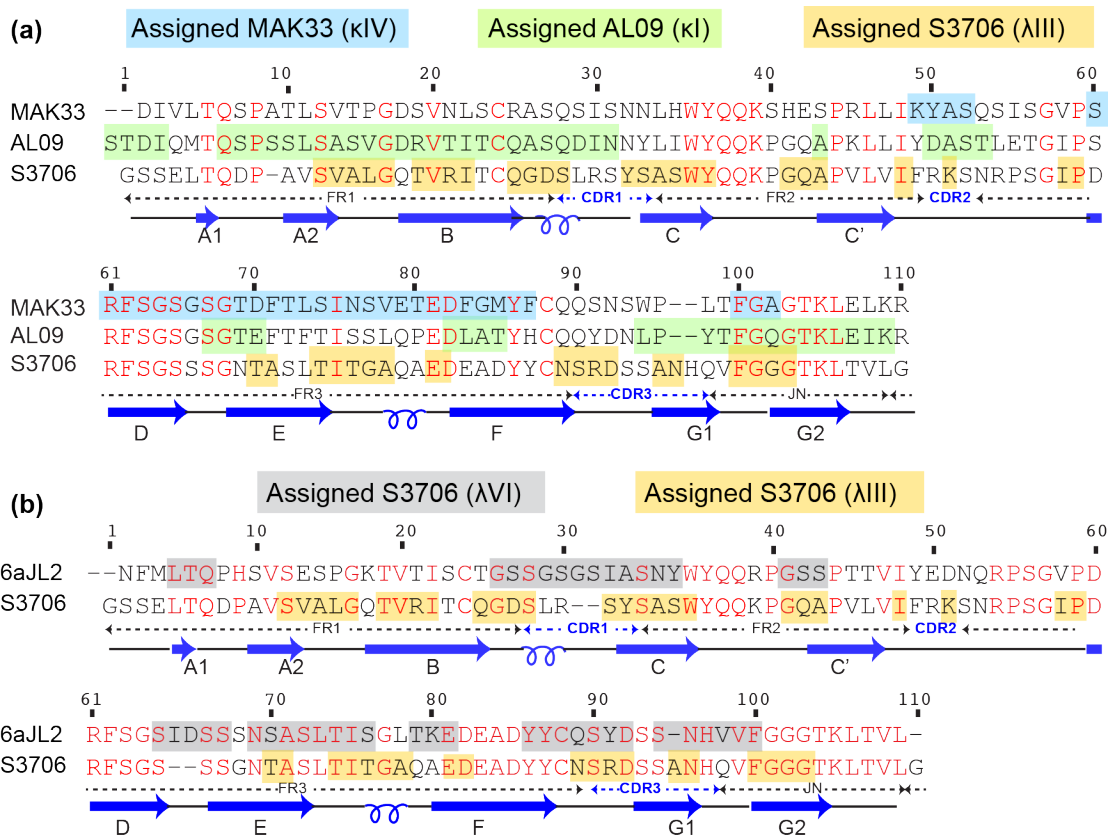 (a)
Assigned MAK33 (κIV) Assigned AL09 (κI) Assigned S3706 (λIII)
1 10 20 30 40 50 60
MAK33 --DIVLTQSPATLSVTPGDSVNLSCRASQSISNNLHWYQQKSHESPRLLIKYASQSISGVPS
AL09 STDIQMTQSPSSLSASVGDRVTITCQASQDINNYLIWYQQKPGQAPKLLIYDASTLETGIPS
S3706 GSSELTQDP-AVSVALGQTVRITCQGDSLRSYSASWYQQKPGQAPVLVIFRKSNRPSGIPD
FR1 CDR1 FR2 CDR2
A1 A2 B C C'
61 70 80 90 100 110
MAK33 RFSGSGSGTDFTLSINSVETEDFGMYFCQQSNSWP--LTFGAGTKLELKR
AL09 RFSGSGSGTEFTFTISSLQPEDLATYHCQQYDNLP--YTFGQGTKLEIKR
S3706 RFSGSSSGNTASLTITGAQAEDEADYYCNSRDSSANHQVFGGGTKLTVLG
FR3 CDR3 JN
D E F G1 G2
(b)
Assigned S3706 (λVI) Assigned S3706 (λIII)
1 10 20 30 40 50 60
6aJL2 --NFMLTQPHSVSESPGKTVTISCTGSSGSGSIASNYWYQQRPGSSPTTVIYEDNQRPSGVPD
S3706 GSSELTQDPAVSVALGQTVRITCQGDSLR--SYSASWYQQKPGQAPVLVIFRKSNRPSGIPD
FR1 CDR1 FR2 CDR2
A1 A2 B C C'
61 70 80 90 100 110
6aJL2 RFSGSIDSSSNSASLTISGLTKEDEADYYCQSYDSS-NHVVFGGGTKLTVL-
S3706 RFSGS--SSGNTASLTITGAQAEDEADYYCNSRDSSANHQVFGGGTKLTVLG
FR3 CDR3 JN
D E F G1 G2